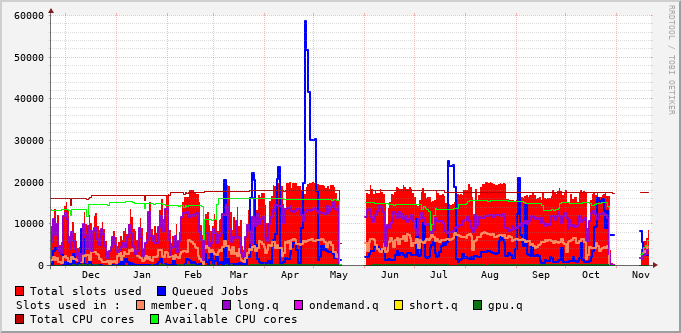 60000
50000
40000
30000
20000
10000
0
Dec Jan Feb Mar Apr May Jun Jul Aug Sep Oct Nov
RRDTOOL / TOBI OETIKER
Total slots used Queued Jobs
Slots used in : member.q long.q ondemand.q short.q gpu.q
Total CPU cores Available CPU cores